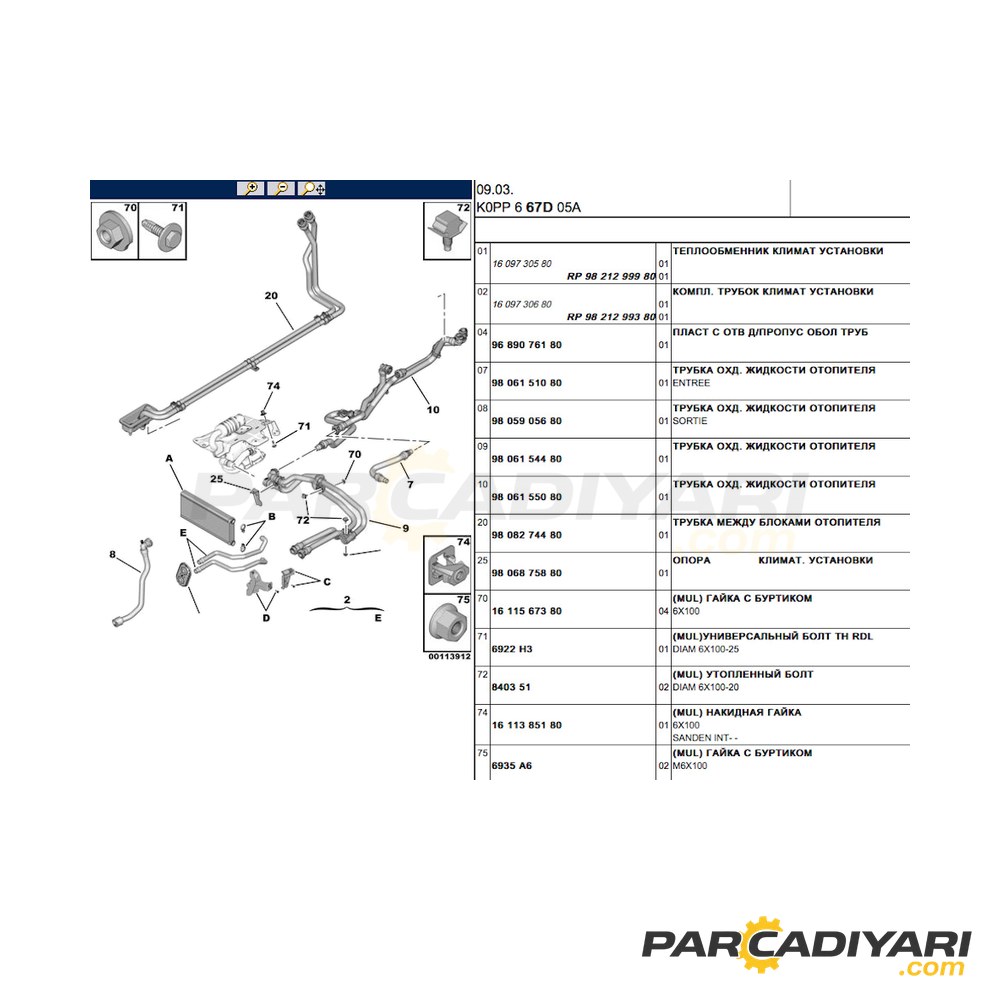 09.03.
K0PP 6 67D 05A
70
71
72
20
74
10
71
A
70
7
25
B
72
9
E
8
C
D
2
E
74
75
00113912
01 ТЕПЛООБМЕННИК КЛИМАТ УСТАНОВКИ
16 097 305 80 01
RP 98 212 999 80 01
02 КОМПЛ. ТРУБОК КЛИМАТ УСТАНОВКИ
16 097 306 80 01
RP 98 212 993 80 01
04 ПЛАСТ С ОТВ Д/ПРОПУС ОБОЛ ТРУБ
96 890 761 80 01
07 ТРУБКА ОХД. ЖИДКОСТИ ОТОПИТЕЛЯ
98 061 510 80 01 ENTREE
08 ТРУБКА ОХД. ЖИДКОСТИ ОТОПИТЕЛЯ
98 059 056 80 01 SORTIE
09 ТРУБКА ОХД. ЖИДКОСТИ ОТОПИТЕЛЯ
98 061 544 80 01
10 ТРУБКА ОХД. ЖИДКОСТИ ОТОПИТЕЛЯ
98 061 550 80 01
20 ТРУБКА МЕЖДУ БЛОКАМИ ОТОПИТЕЛЯ
98 082 744 80 01
25 ОПОРА КЛИМАТ. УСТАНОВКИ
98 068 758 80 01
70 (MUL) ГАЙКА С БУРТИКОМ
16 115 673 80 04 6X100
71 (MUL)УНИВЕРСАЛЬНЫЙ БОЛТ TH RDL
6922 H3 01 DIAM 6X100-25
72 (MUL) УТОПЛЕННЫЙ БОЛТ
8403 51 02 DIAM 6X100-20
74 (MUL) НАКИДНАЯ ГАЙКА
16 113 851 80 01 6X100
SANDEN INT- -
75 (MUL) ГАЙКА С БУРТИКОМ
6935 A6 02 M6X100
PARCADIYARI
.com
PARCADIYARI
.com